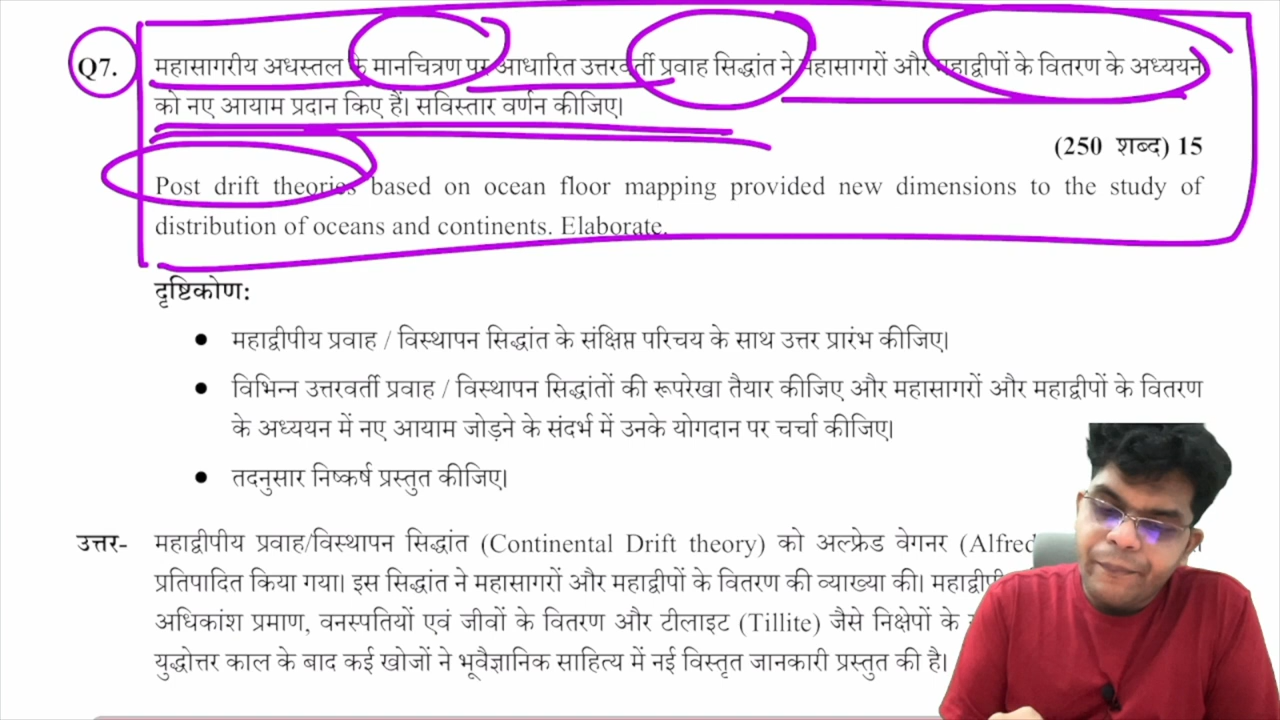 Q7. महासागरीय अधस्तल के मानचित्रण पर आधारित उत्तरवर्ती प्रवाह सिद्धांत ने महासागरों और महाद्वीपों के वितरण के अध्ययन
को नए आयाम प्रदान किए हैं। सविस्तार वर्णन कीजिए।
(250 शब्द) 15
Post drift theories based on ocean floor mapping provided new dimensions to the study of
distribution of oceans and continents. Elaborate.
दृष्टिकोण:
• महाद्वीपीय प्रवाह / विस्थापन सिद्धांत के संक्षिप्त परिचय के साथ उत्तर प्रारंभ कीजिए।
• विभिन्न उत्तरवर्ती प्रवाह / विस्थापन सिद्धांतों की रूपरेखा तैयार कीजिए और महासागरों और महाद्वीपों के वितरण
के अध्ययन में नए आयाम जोड़ने के संदर्भ में उनके योगदान पर चर्चा कीजिए।
• तदनुसार निष्कर्ष प्रस्तुत कीजिए।
उत्तर- महाद्वीपीय प्रवाह/विस्थापन सिद्धांत (Continental Drift theory) को अल्फ्रेड वेगनर (Alfred
प्रतिपादित किया गया। इस सिद्धांत ने महासागरों और महाद्वीपों के वितरण की व्याख्या की।
अधिकांश प्रमाण, वनस्पतियों एवं जीवों के वितरण और टीलाइट (Tillite) जैसे निक्षेपों के
युद्धोत्तर काल के बाद कई खोजों ने भूवैज्ञानिक साहित्य में नई विस्तृत जानकारी प्रस्तुत की है।